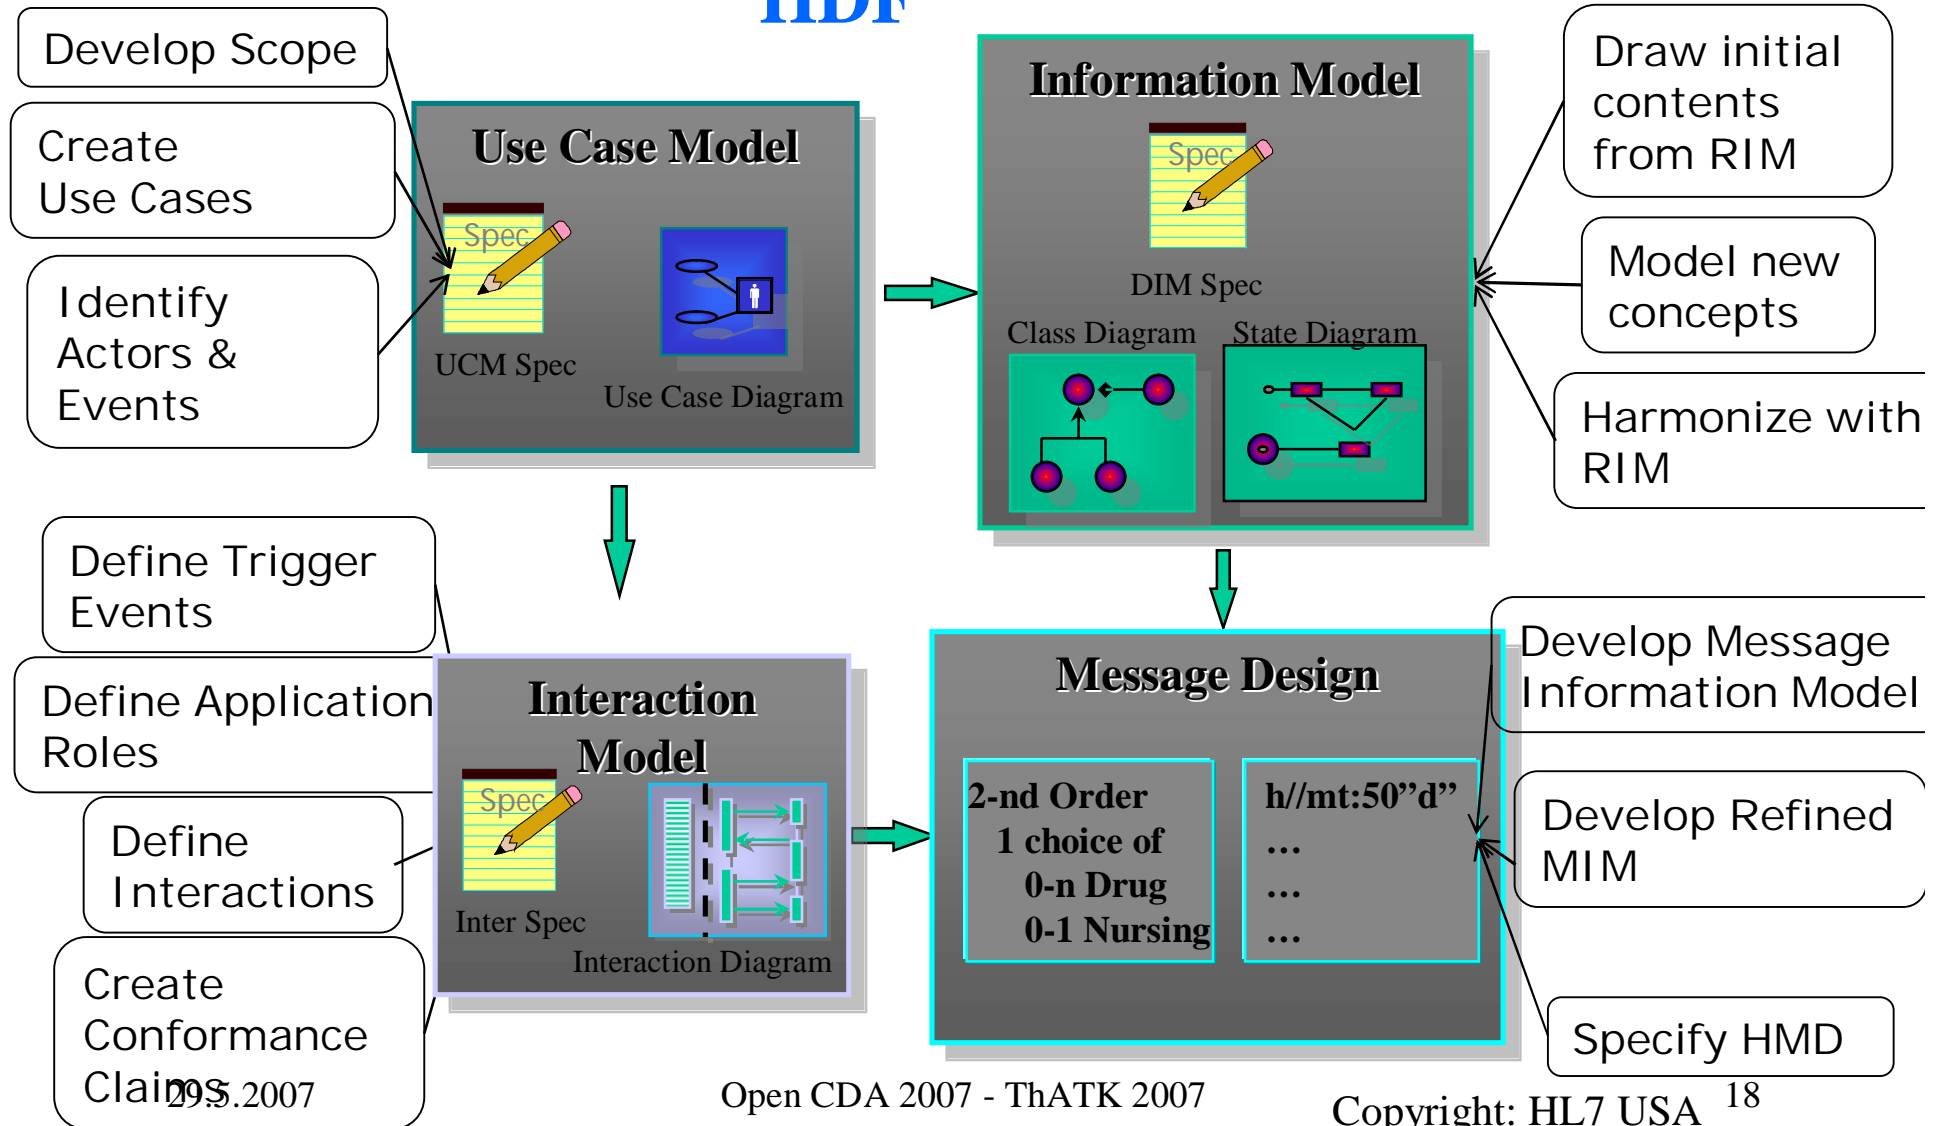 HDF
Develop Scope
Create
Use Cases
Identify
Actors &
Events
Use Case Model
Spec
UCM Spec
Use Case Diagram
Information Model
Spec
DIM Spec
Class Diagram
State Diagram
Draw initial
contents
from RIM
Model new
concepts
Harmonize with
RIM
Define Trigger
Events
Define Application
Roles
Define
Interactions
Create
Conformance
Claims
Interaction
Model
Spec
Inter Spec
Interaction Diagram
Message Design
2-nd Order
1 choice of
0-n Drug
0-1 Nursing
h//mt:50”d”
…
…
…
Develop Message
Information Model
Develop Refined
MIM
Specify HMD
29.5.2007
Open CDA 2007 - ThATK 2007
Copyright: HL7 USA
18